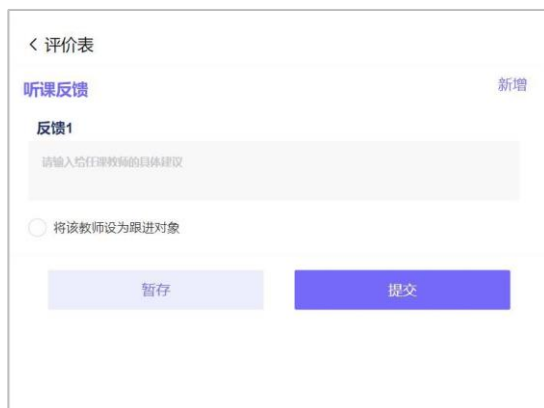 评价表
听课反馈 新增
反馈1
请输入给任课教师的具体建议
将该教师设为跟进对象
暂存 提交